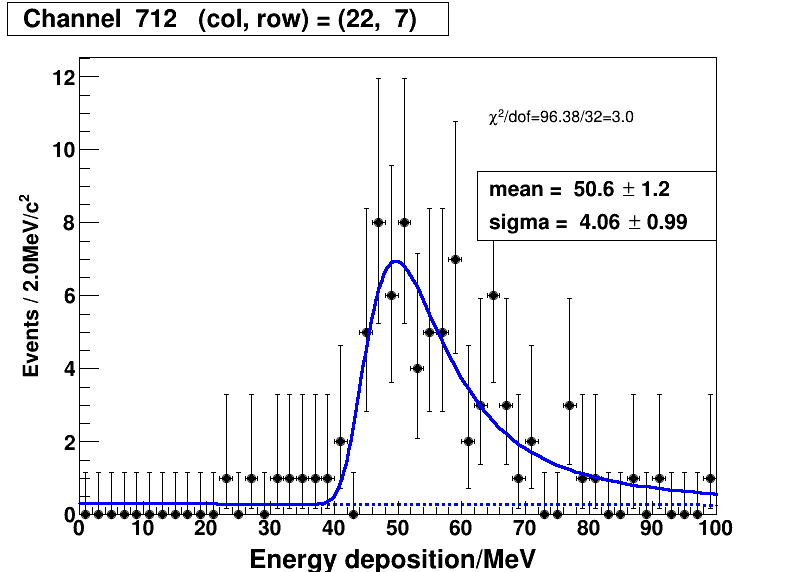 Channel 712 (col, row) = (22, 7)
χ²/dof=96.38/32=3.0
mean = 50.6 ± 1.2
sigma = 4.06 ± 0.99
Events / 2.0MeV/c²
12
10
8
6
4
2
0
0 10 20 30 40 50 60 70 80 90 100
Energy deposition/MeV